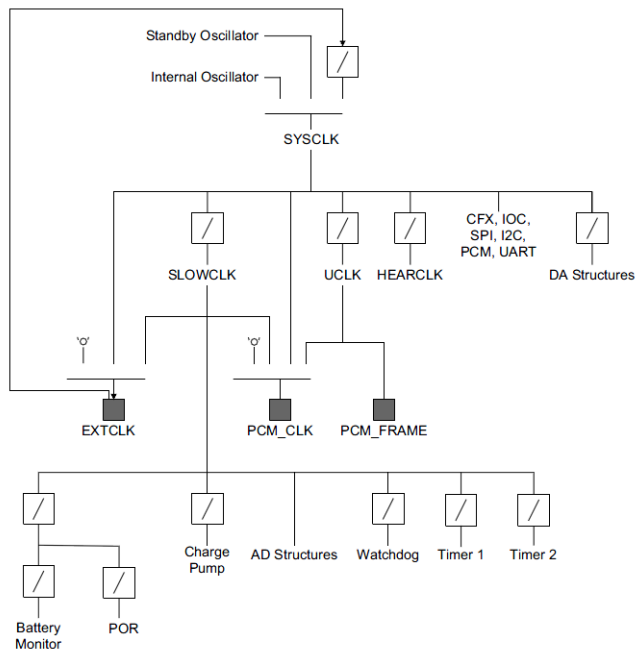 Standby Oscillator
Internal Oscillator
SYSCLK
CFX, IOC,
SPI, I2C,
PCM, UART
SLOWCLK
UCLK
HEARCLK
DA Structures
'0'
'0'
EXTCLK
PCM_CLK
PCM_FRAME
Charge
Pump
AD Structures
Watchdog
Timer 1
Timer 2
Battery
Monitor
POR